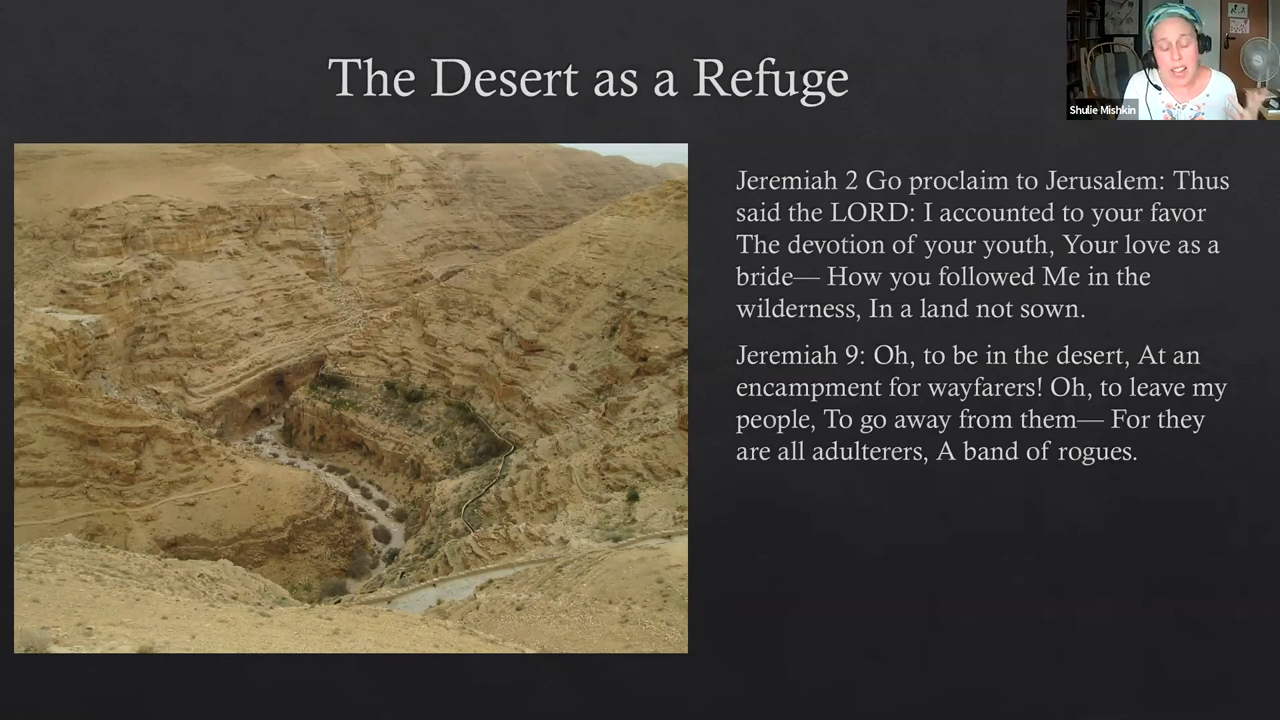 The Desert as a Refuge
Shulie Mishkin
Jeremiah 2 Go proclaim to Jerusalem: Thus
said the LORD: I accounted to your favor
The devotion of your youth, Your love as a
bride— How you followed Me in the
wilderness, In a land not sown.
Jeremiah 9: Oh, to be in the desert, At an
encampment for wayfarers! Oh, to leave my
people, To go away from them— For they
are all adulterers, A band of rogues.